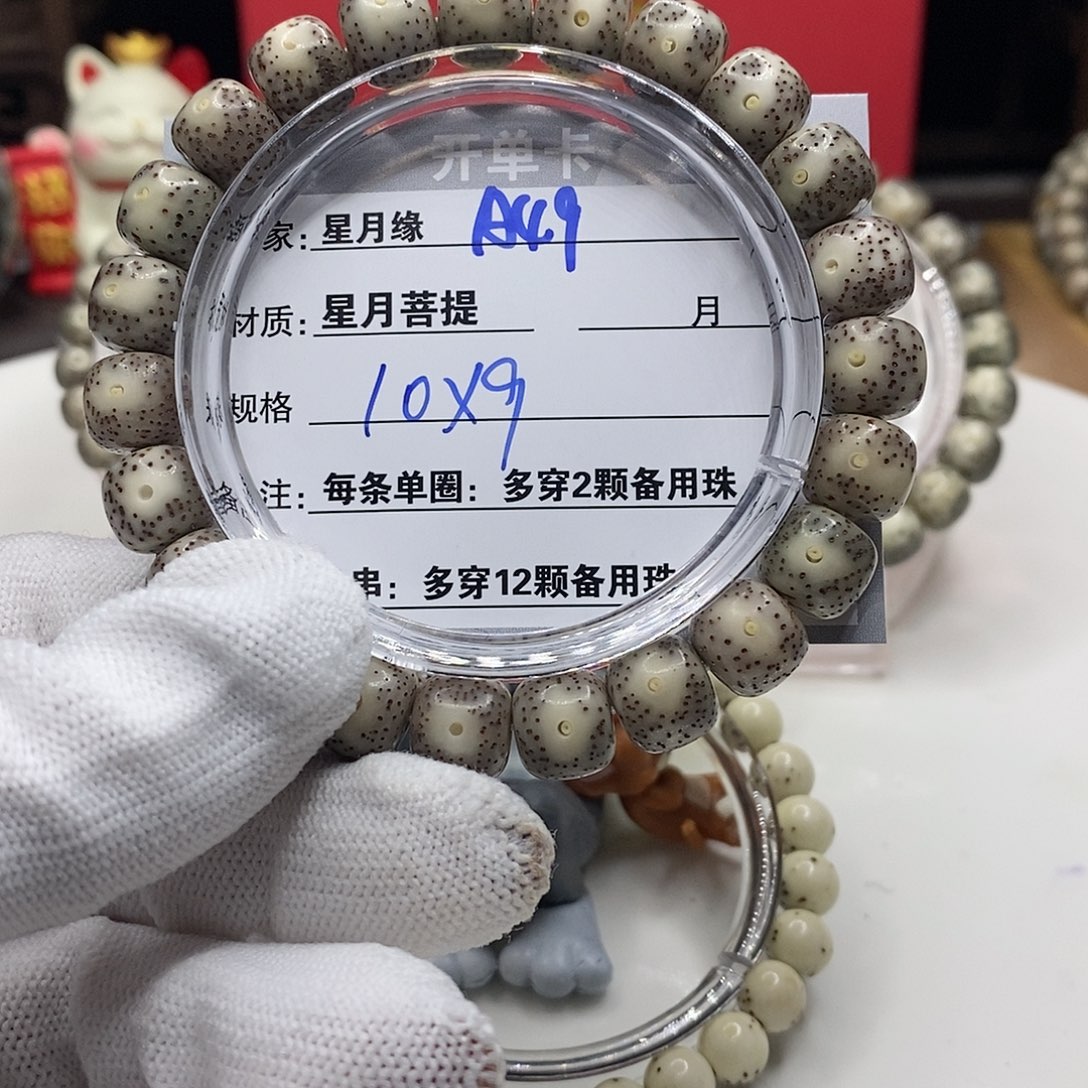 开单卡
家: 星月缘 A469
材质: 星月菩提 月
规格 10X9
注: 每条单圈: 多穿2颗备用珠
串: 多穿12颗备用珠